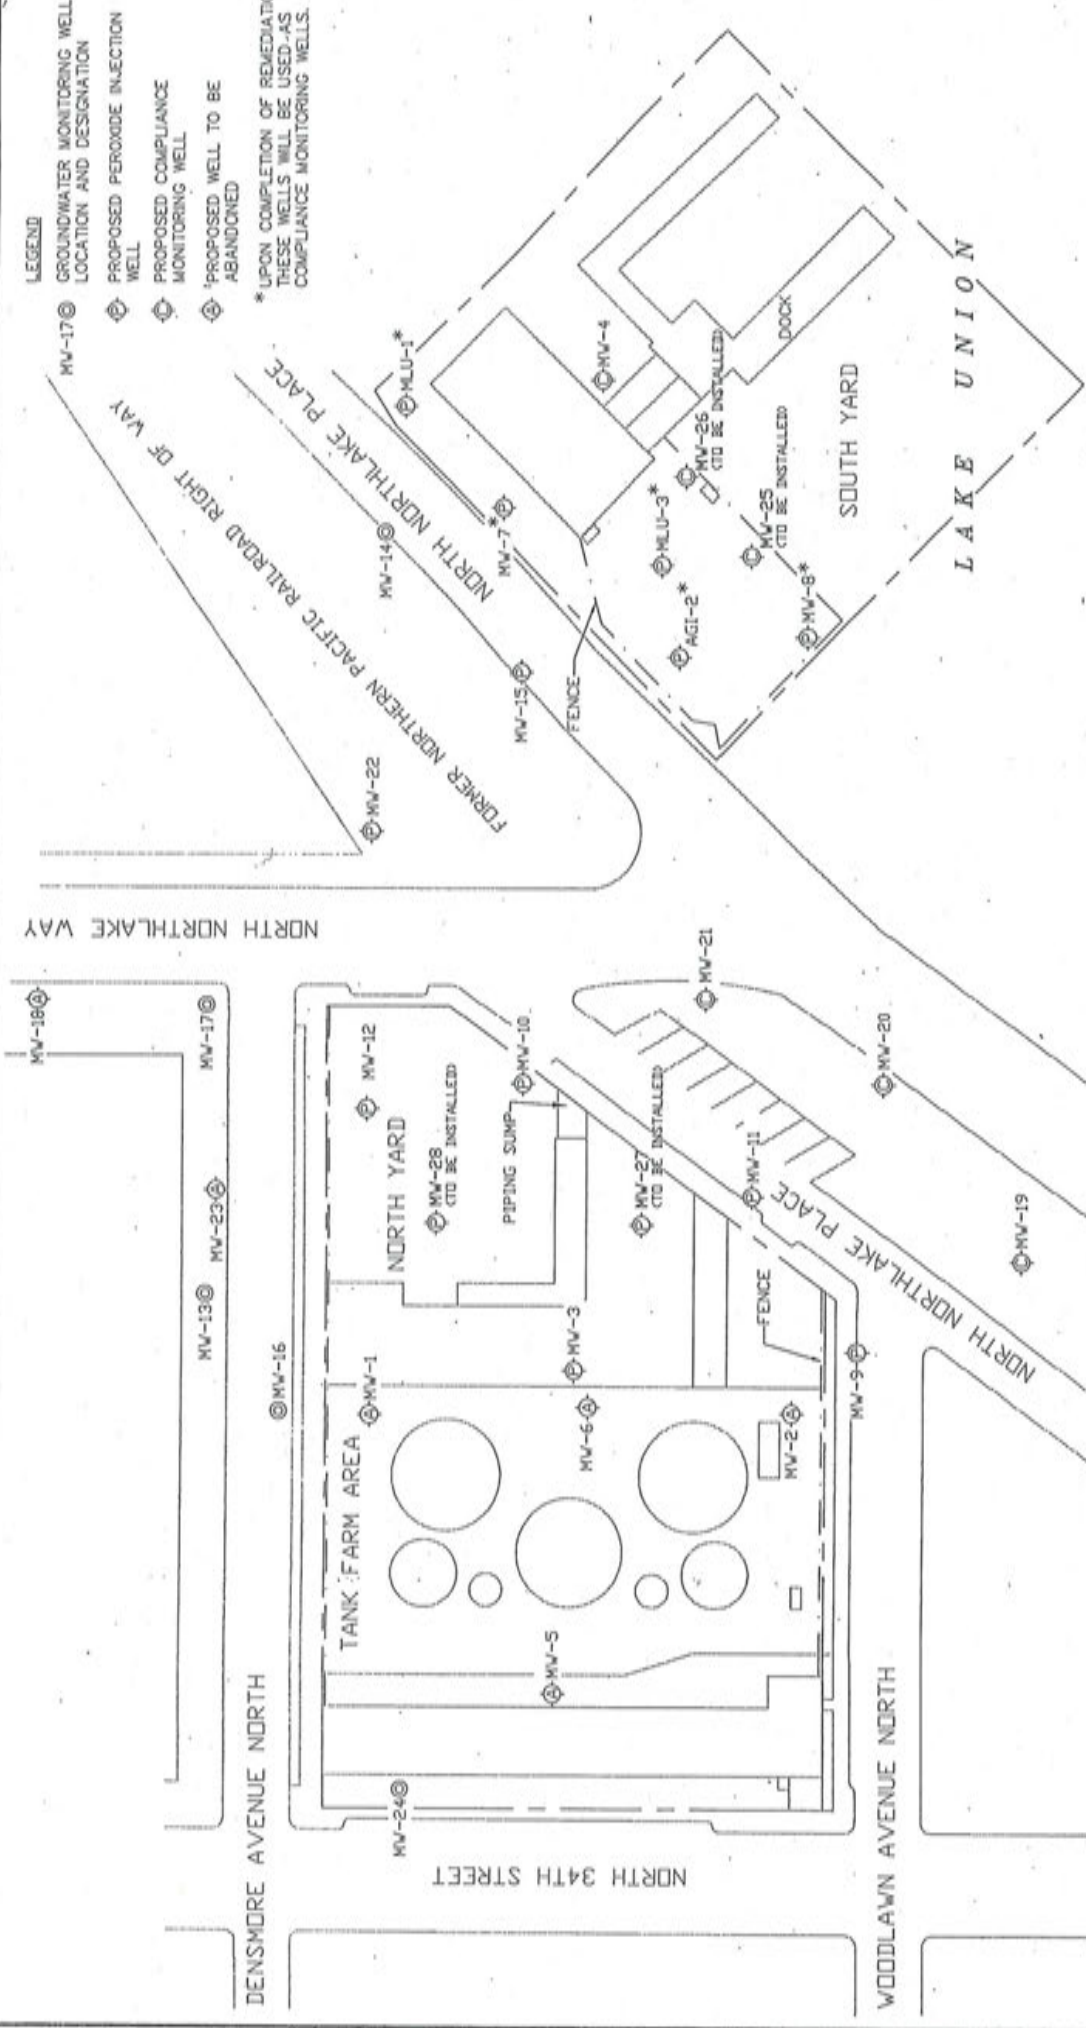 LEGEND
MW-17 GROUNDWATER MONITORING WELL
LOCATION AND DESIGNATION
P PROPOSED PEROXIDE INJECTION
WELL
C PROPOSED COMPLIANCE
MONITORING WELL
A PROPOSED WELL TO BE
ABANDONED
* UPON COMPLETION OF
THESE WILL BE USED AS
COMPLIANCE MONITORING WELLS.
NORTH NORTHLAKE WAY
FORMER NORTHERN PACIFIC RAILROAD RIGHT OF WAY
NORTH NORTHLAKE PLACE
P MLU-1*
C MW-4
MW-14
MW-7* P
MW-15 P
P MW-22
FENCE
P MLU-3*
C MW-26
(TO BE INSTALLED)
DOCK
C MW-25
(TO BE INSTALLED)
P AGI-2*
P MW-8*
SOUTH YARD
LAKE UNION
MW-18 A
MW-17
MW-23 A
MW-13
MW-16
P MW-12
NORTH YARD
P MW-28
(TO BE INSTALLED)
P MW-10
PIPING SUMP
P MW-27
(TO BE INSTALLED)
P MW-11
C MW-21
C MW-20
C MW-19
NORTH NORTHLAKE PLACE
FENCE
P MW-3
A MW-1
MW-6 A
MW-2 A
MW-9 P
TANK FARM AREA
A MW-5
MW-24
DENSMORE AVENUE NORTH
NORTH 34TH STREET
WOODLAWN AVENUE NORTH